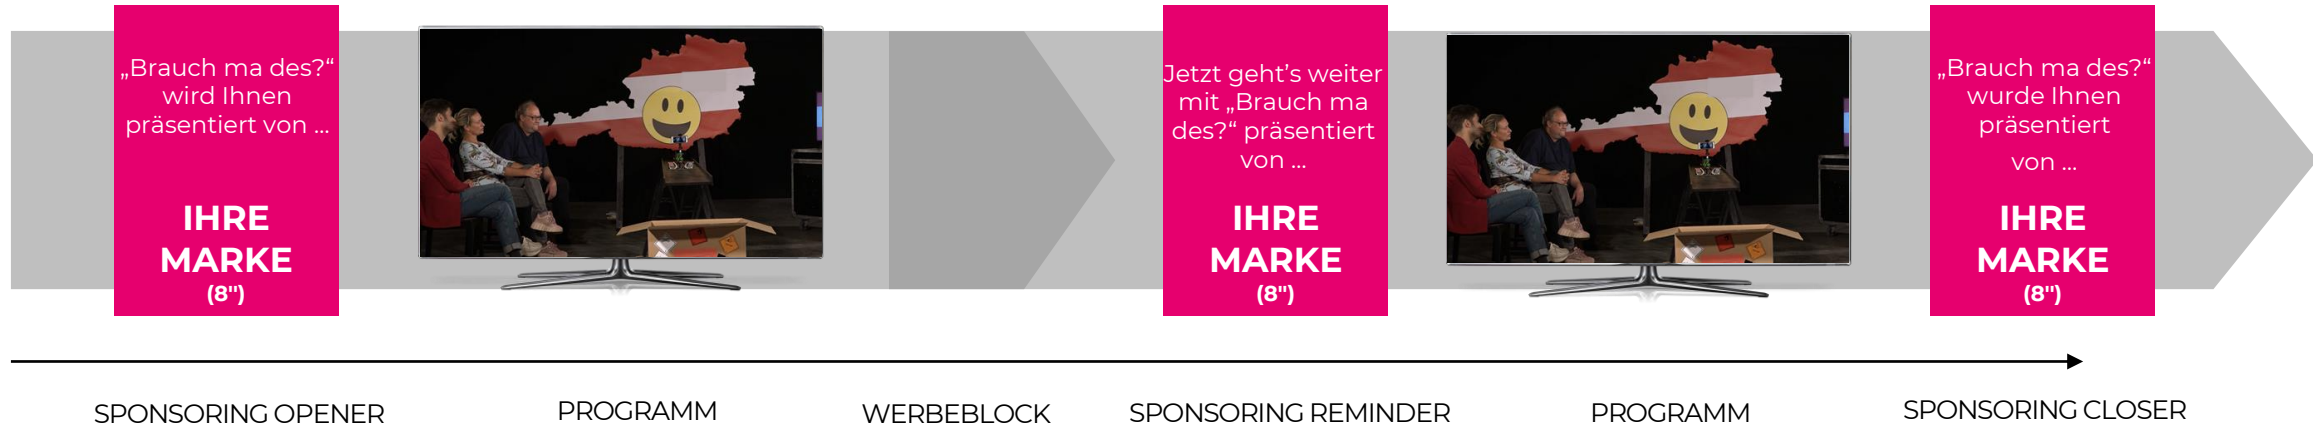 „Brauch ma des?“
wird Ihnen
präsentiert von ...
IHRE
MARKE
(8")
Jetzt geht’s weiter
mit „Brauch ma
des?“ präsentiert
von ...
IHRE
MARKE
(8")
„Brauch ma des?“
wurde Ihnen
präsentiert
von ...
IHRE
MARKE
(8")
SPONSORING OPENER
PROGRAMM
WERBEBLOCK
SPONSORING REMINDER
PROGRAMM
SPONSORING CLOSER